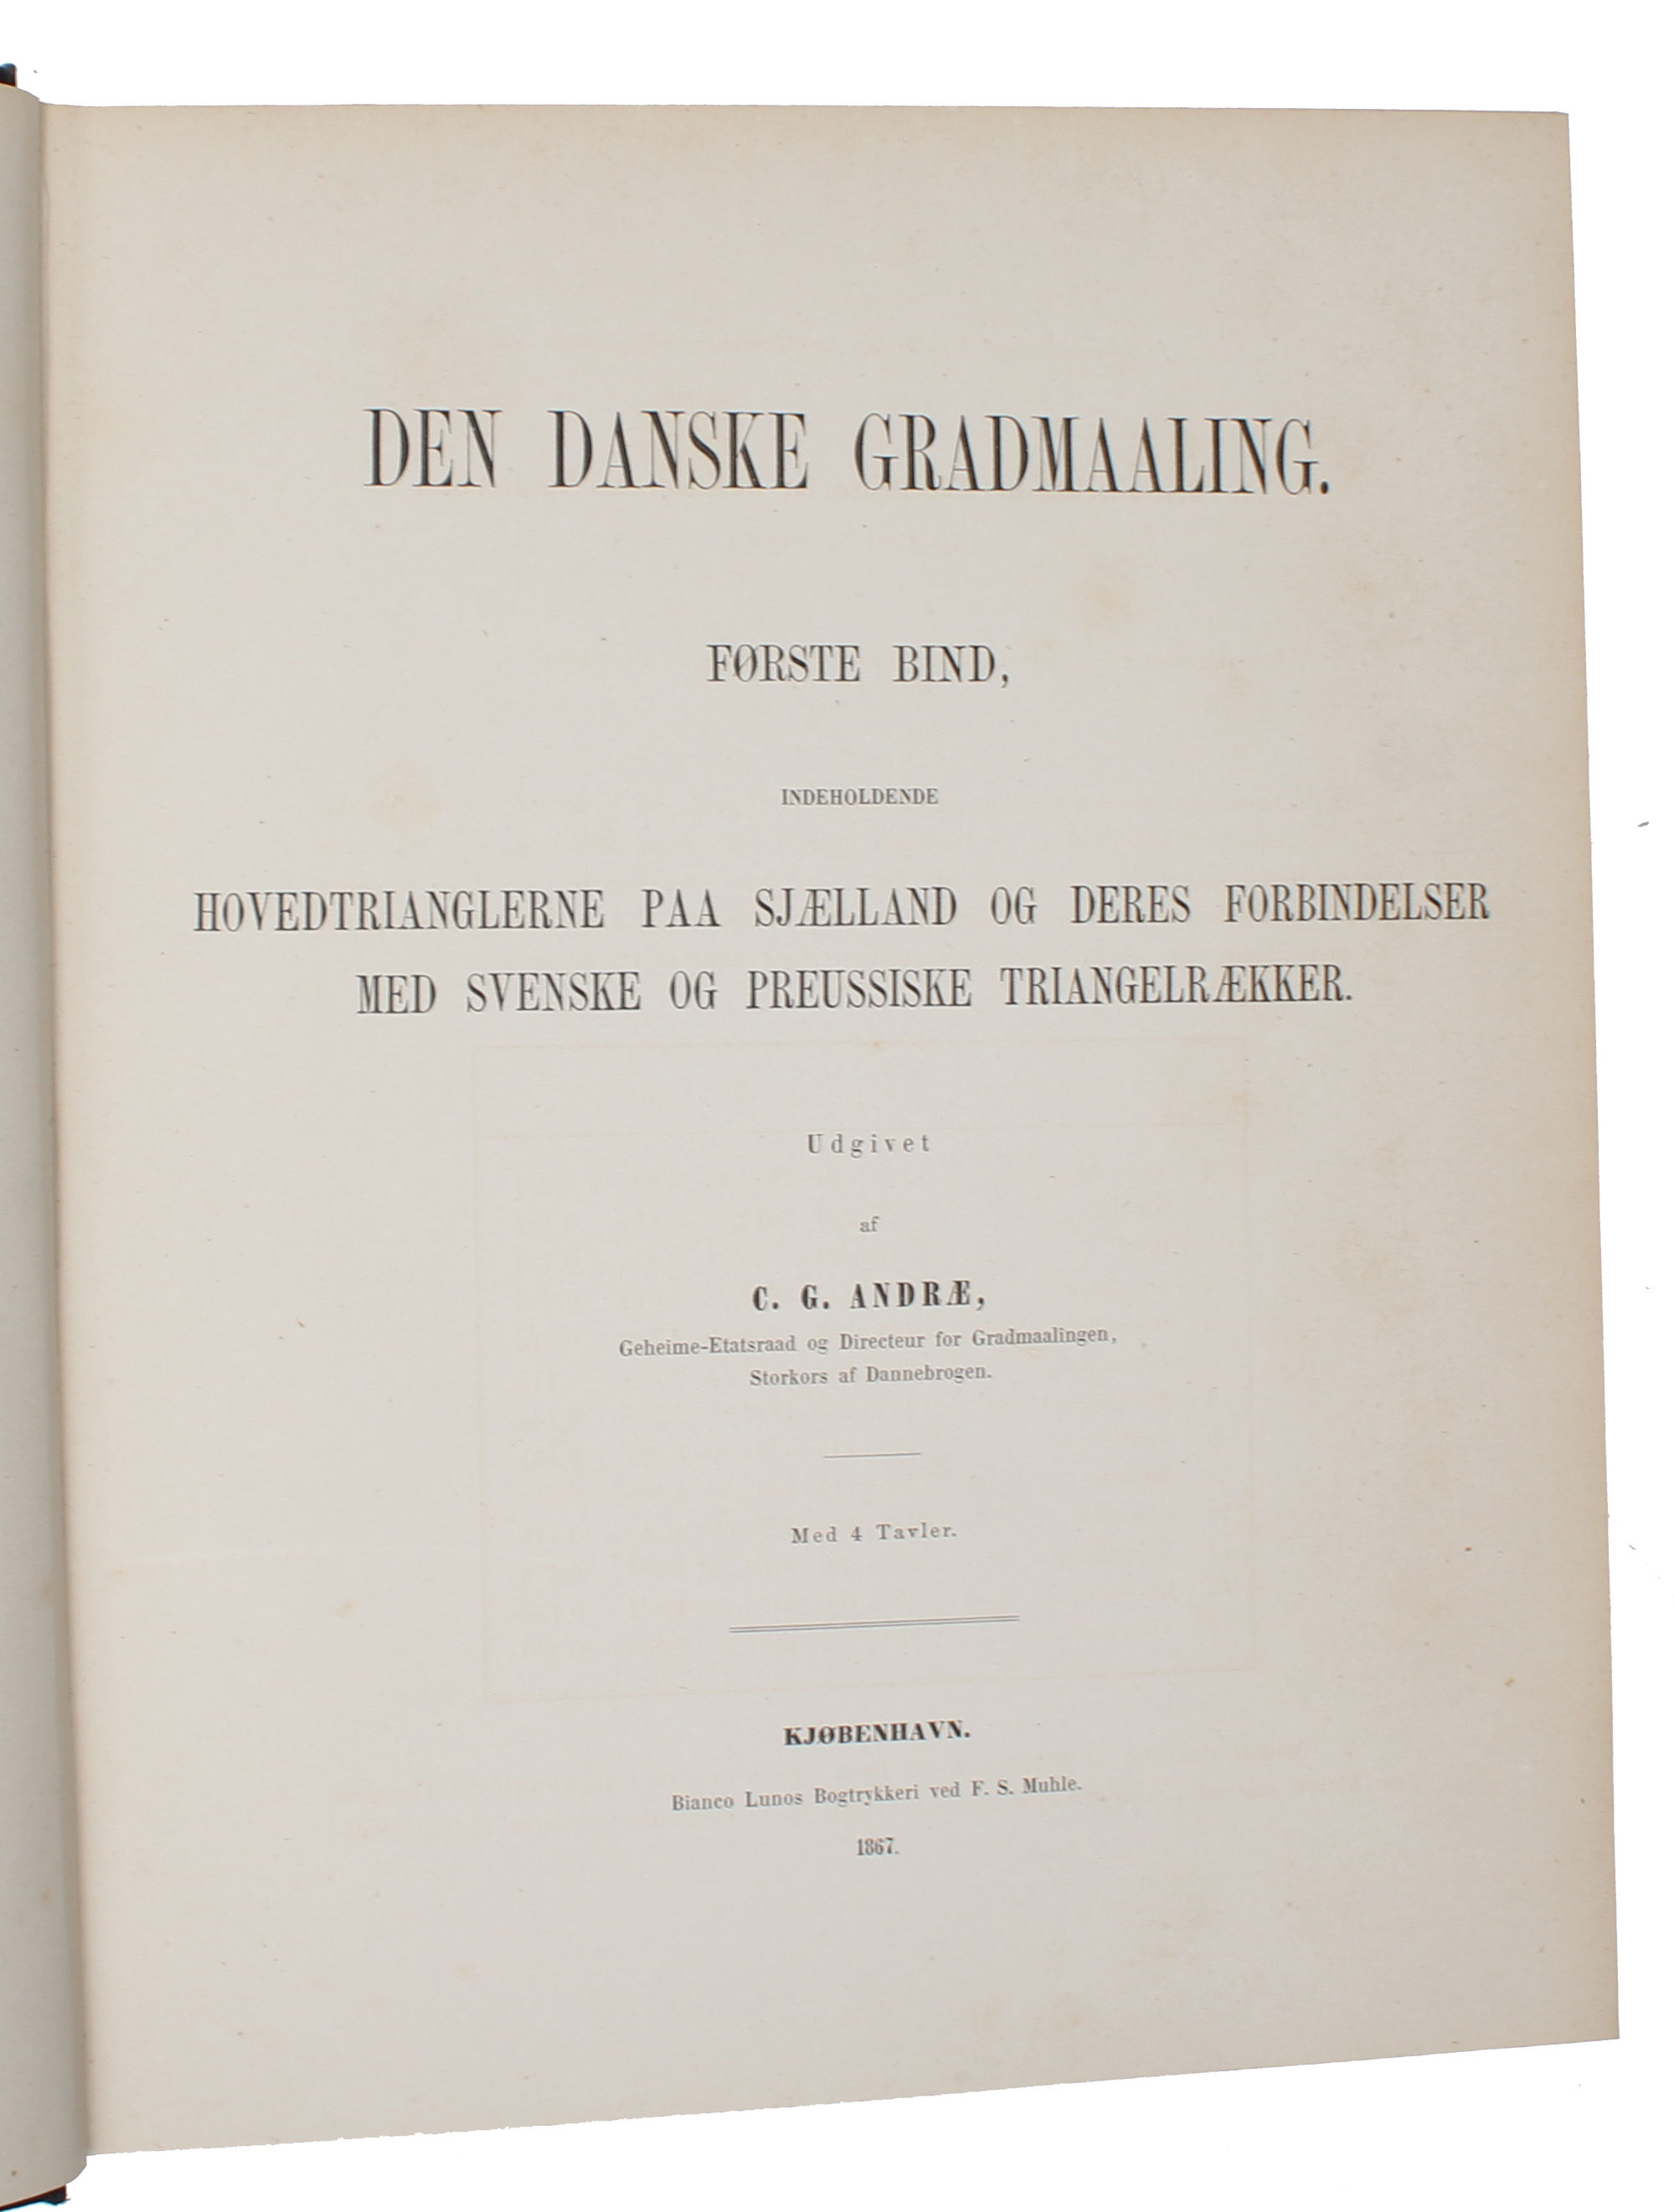 DEN DANSKE GRADMAALING.
FØRSTE BIND,
INDEHOLDENDE
HOVEDTRIANGLERNE PAA SJÆLLAND OG DERES FORBINDELSER
MED SVENSKE OG PREUSSISKE TRIANGELRÆKKER.
Udgivet
af
C. G. ANDRÆ,
Geheime-Etatsraad og Directeur for Gradmaalingen,
Storkors af Dannebrogen.
Med 4 Tavler.
KJØBENHAVN.
Bianco Lunos Bogtrykkeri ved F. S. Muhle.
1867.